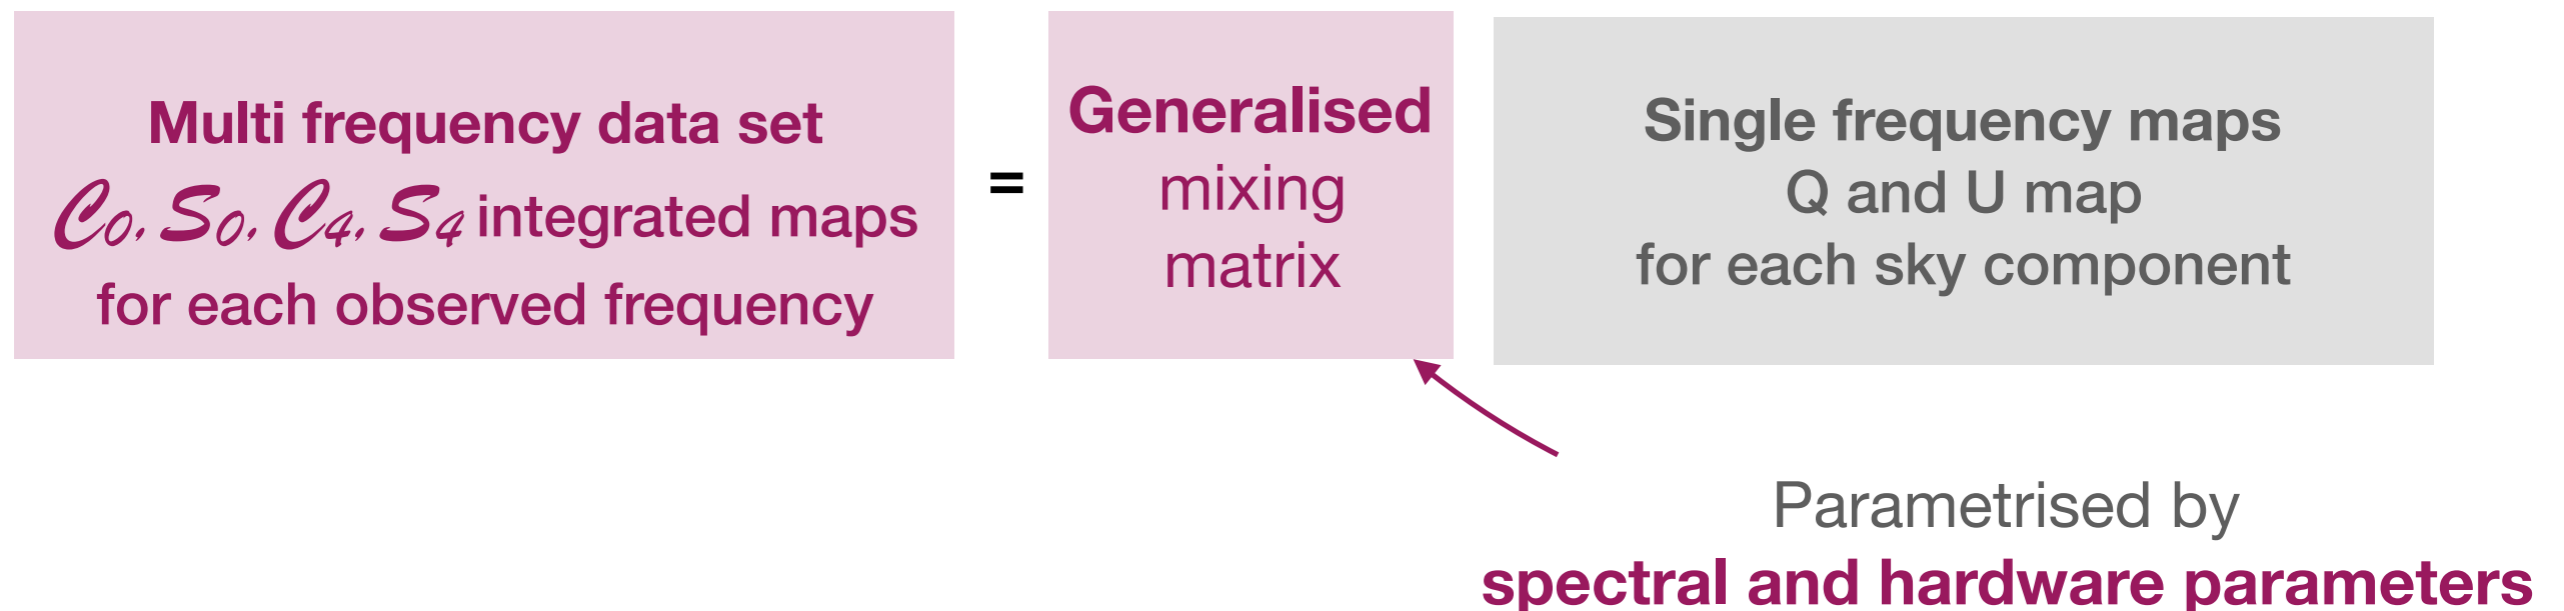 Multi frequency data set
C0, S0, C4, S4 integrated maps
for each observed frequency
=
Generalised
mixing
matrix
Single frequency maps
Q and U map
for each sky component
Parametrised by
spectral and hardware parameters